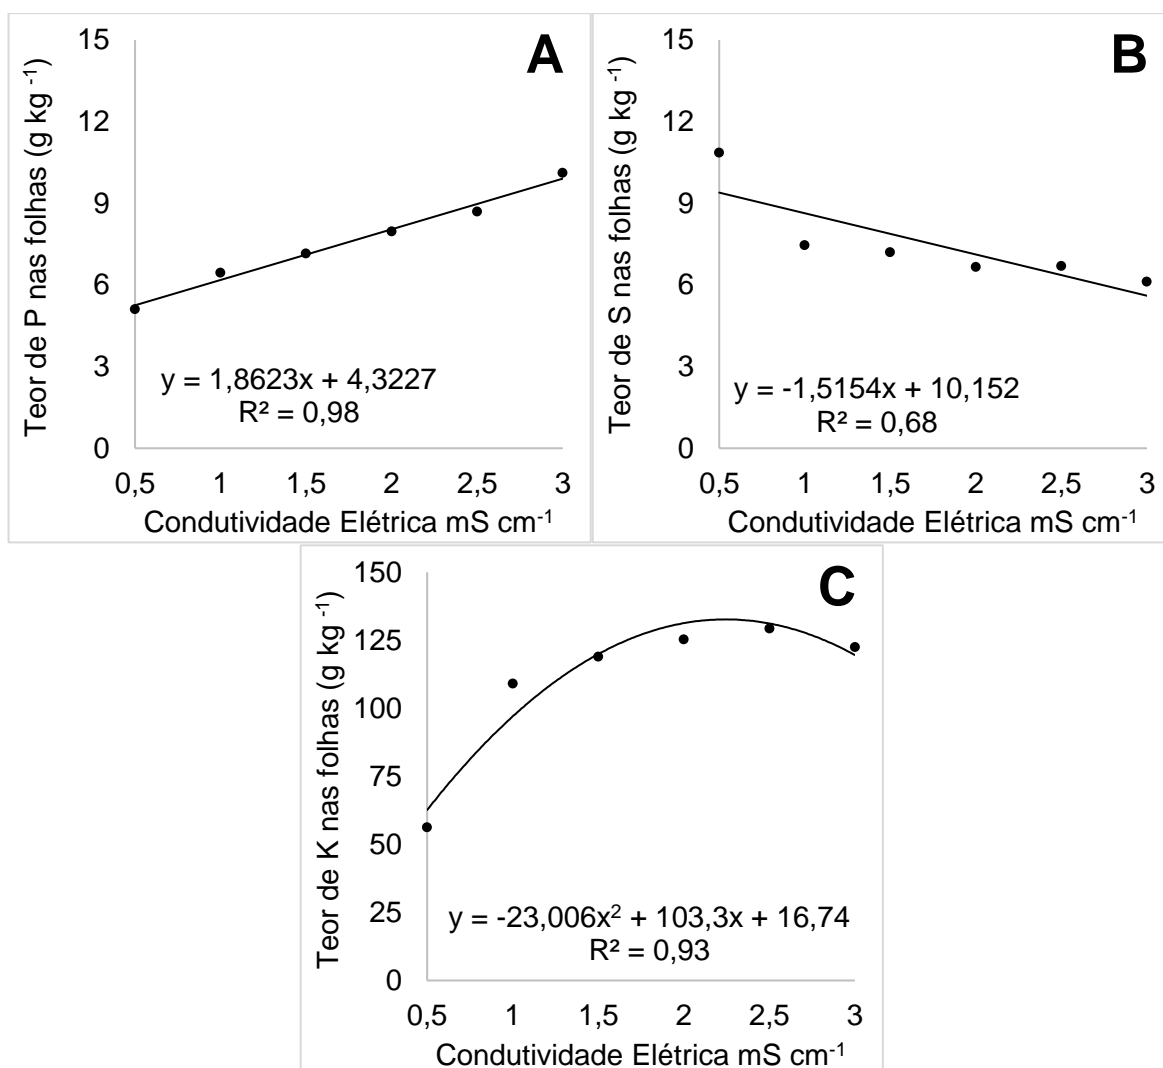 A
Teor de P nas folhas (g kg -1)
15
12
9
6
3
0
y = 1,8623x + 4,3227
R² = 0,98
0,5 1 1,5 2 2,5 3
Condutividade Elétrica mS cm-1
B
Teor de S nas folhas (g kg -1)
15
12
9
6
3
0
y = -1,5154x + 10,152
R² = 0,68
0,5 1 1,5 2 2,5 3
Condutividade Elétrica mS cm-1
C
Teor de K nas folhas (g kg -1)
150
125
100
75
50
25
0
y = -23,006x² + 103,3x + 16,74
R² = 0,93
0,5 1 1,5 2 2,5 3
Condutividade Elétrica mS cm-1